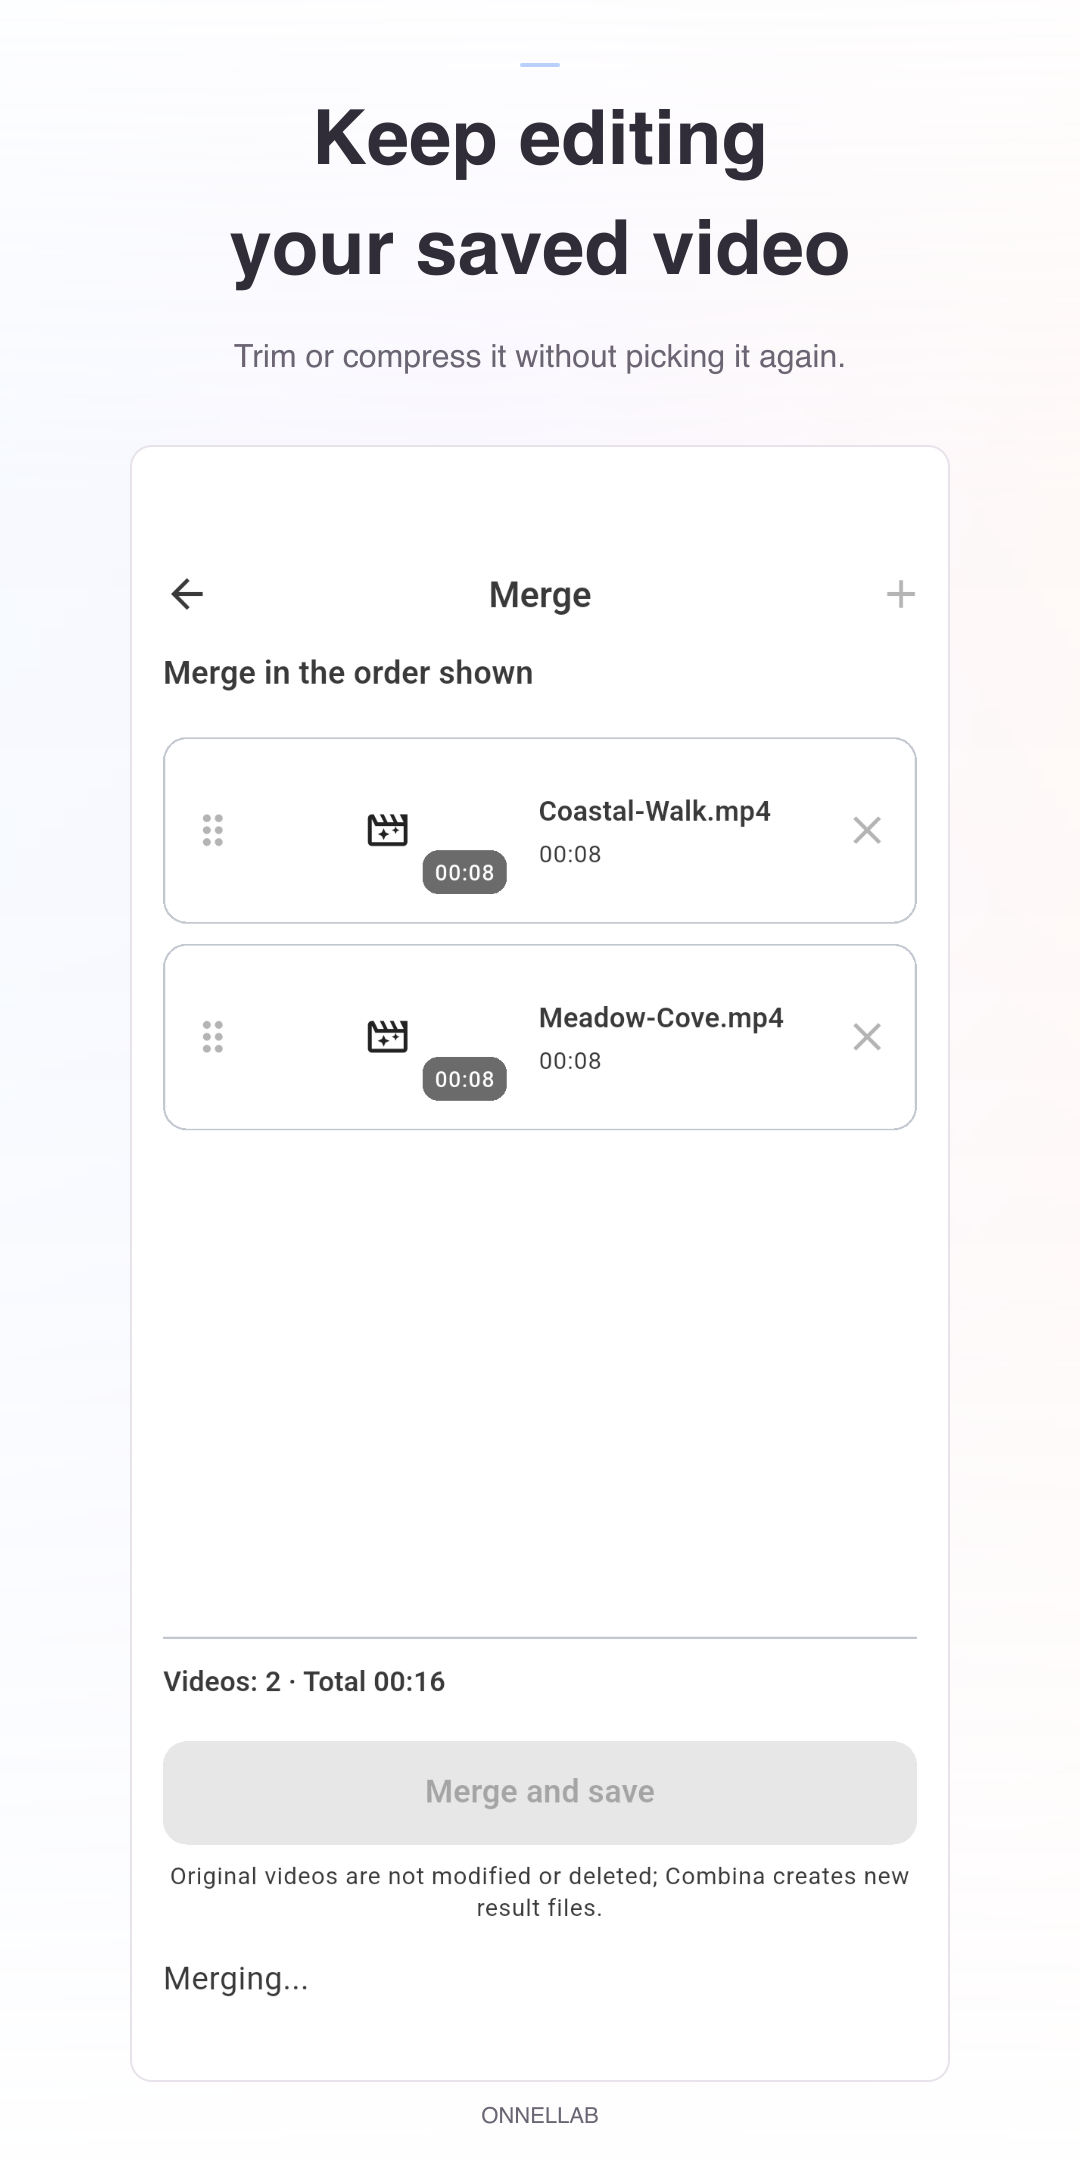 Keep editing
your saved video
Trim or compress it without picking it again.
Merge
Merge in the order shown
Coastal-Walk.mp4
00:08
00:08
Meadow-Cove.mp4
00:08
00:08
Videos: 2 · Total 00:16
Merge and save
Original videos are not modified or deleted; Combina creates new
result files.
Merging...
ONNELLAB